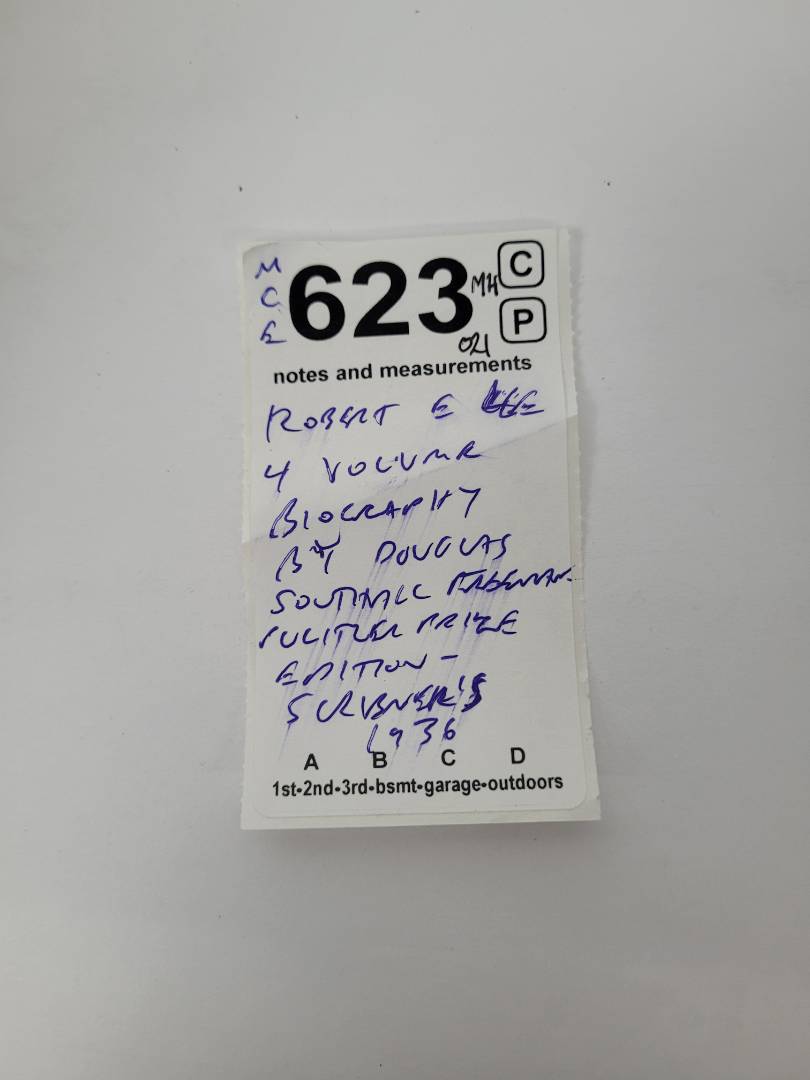 M
C
E
623
MH
C
P
021
notes and measurements
ROBERT E LEE
4 VOLUME
BIOGRAPHY
BY DOUGLAS
SOUTHALL FREEMAN
PULITZER PRIZE
EDITION -
SCRIBNER'S
1936
A B C D
1st-2nd-3rd-bsmt-garage-outdoors